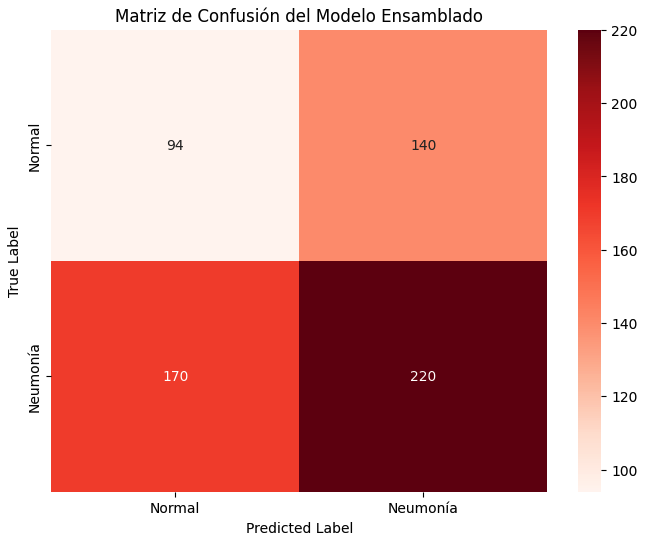 Matriz de Confusión del Modelo Ensamblado
True Label
Normal
Neumonía
94
140
170
220
Normal
Neumonía
Predicted Label
220
200
180
160
140
120
100